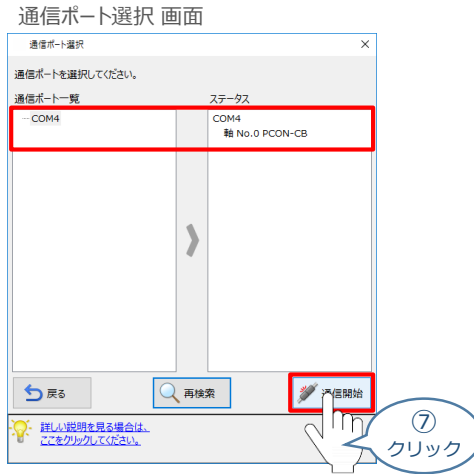 通信ポート選択 画面
通信ポート選択
通信ポートを選択してください。
通信ポート一覧
ステータス
COM4
COM4
軸 No.0 PCON-CB
戻る
再検索
通信開始
詳しい説明を見る場合は、
ここをクリックしてください。
⑦
クリック